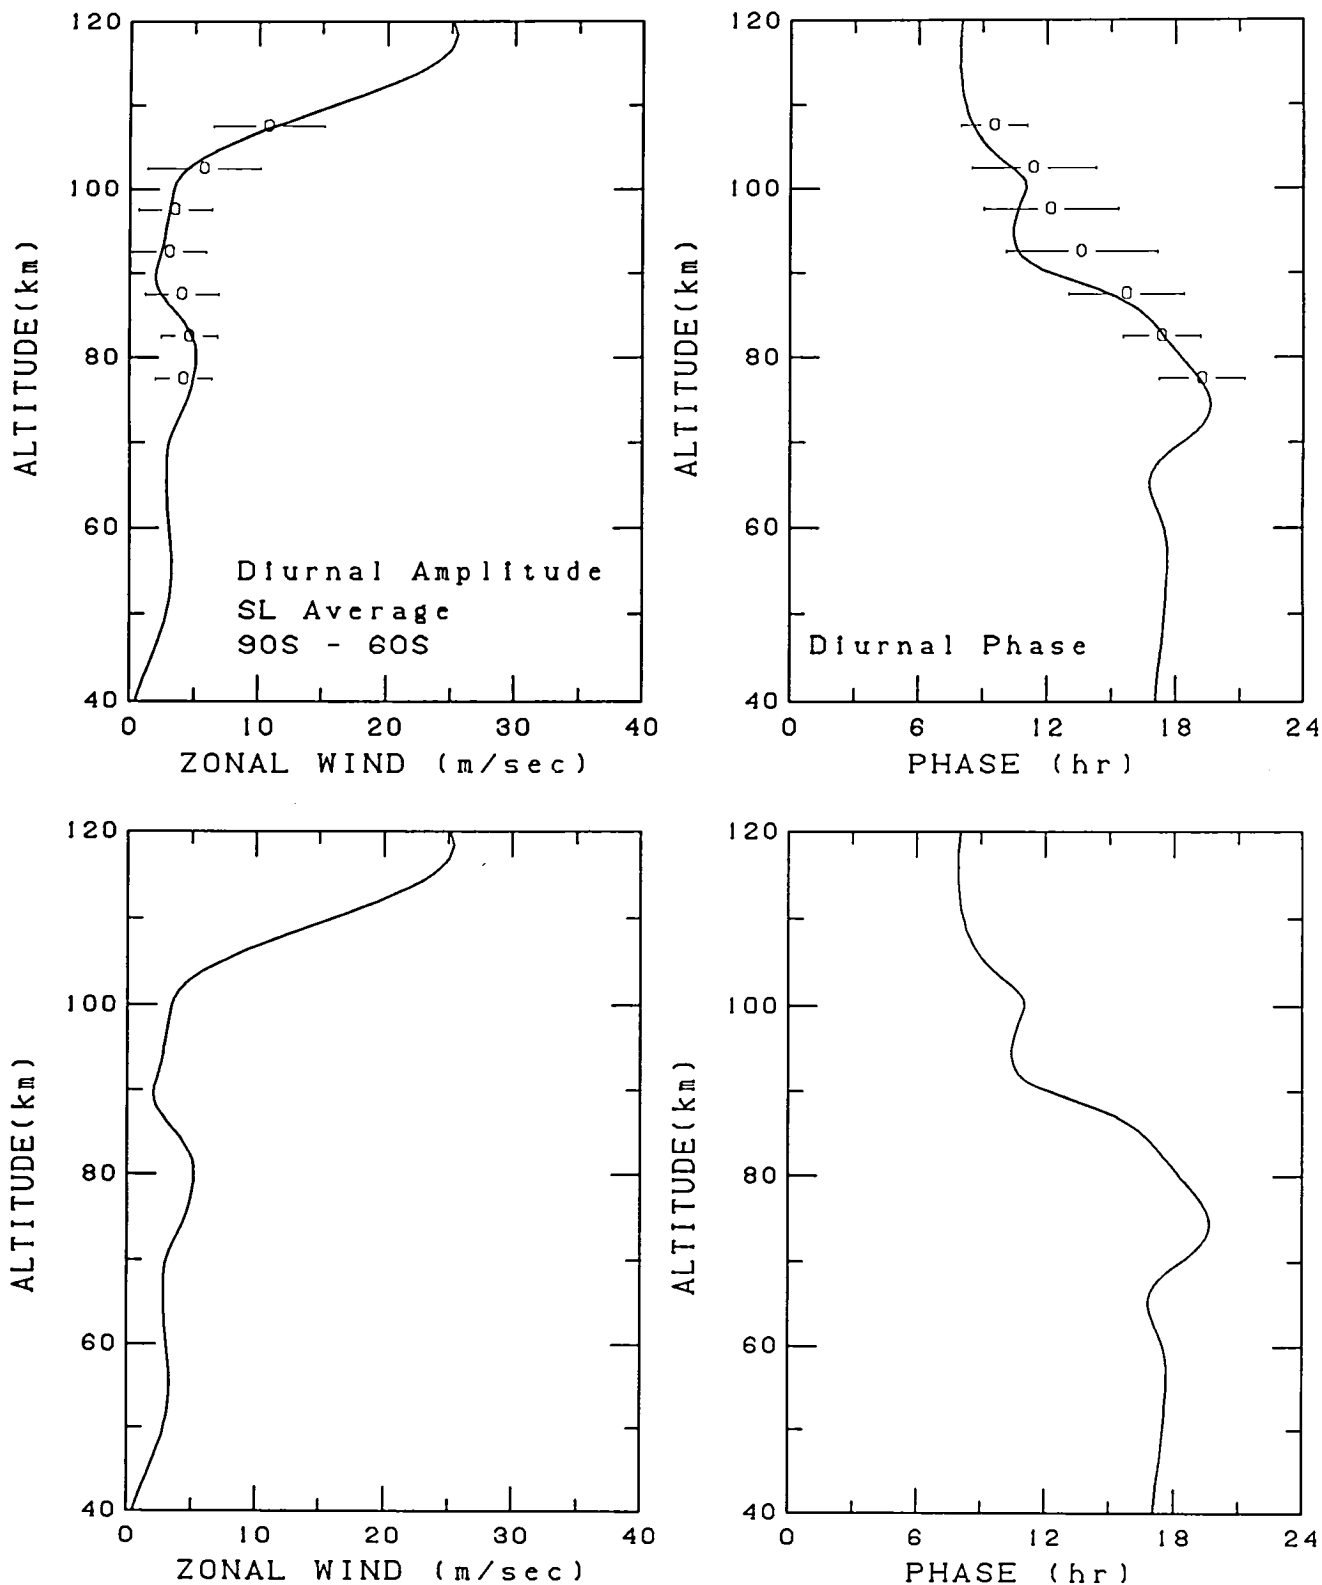 120
100
80
60
40
ALTITUDE(km)
Diurnal Amplitude
SL Average
90S - 60S
0 10 20 30 40
ZONAL WIND (m/sec)
120
100
80
60
40
ALTITUDE(km)
Diurnal Phase
0 6 12 18 24
PHASE (hr)
120
100
80
60
40
ALTITUDE(km)
0 10 20 30 40
ZONAL WIND (m/sec)
120
100
80
60
40
ALTITUDE(km)
0 6 12 18 24
PHASE (hr)